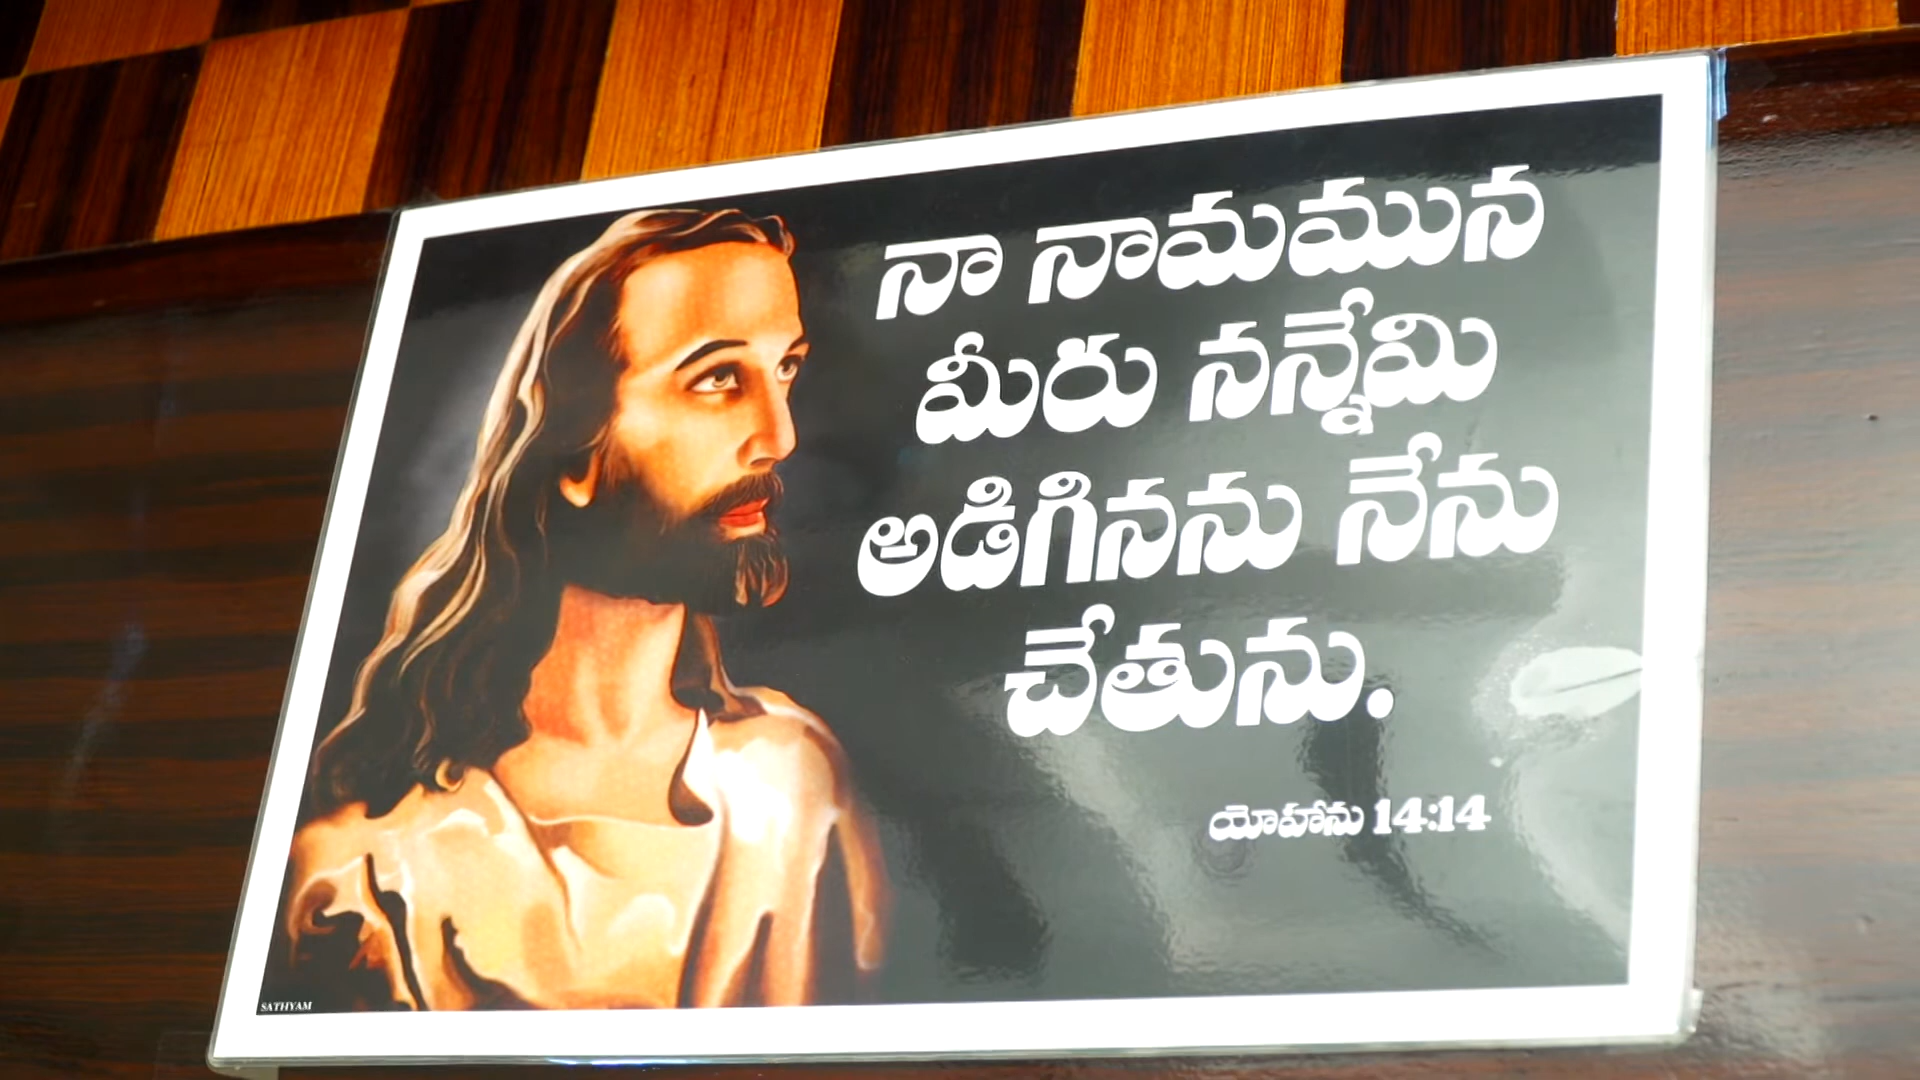 నా నామమున
మీరు నన్నేమి
అడిగినను నేను
చేతును.
యోహాను 14:14
SATHYAM